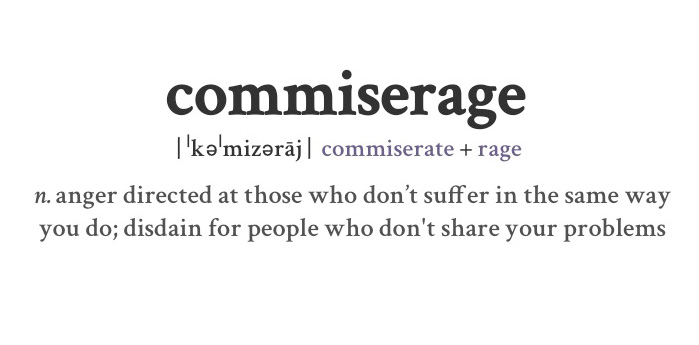 commiserage
|ˈkəˈmizərāj| commiserate + rage
n. anger directed at those who don’t suffer in the same way
you do; disdain for people who don't share your problems